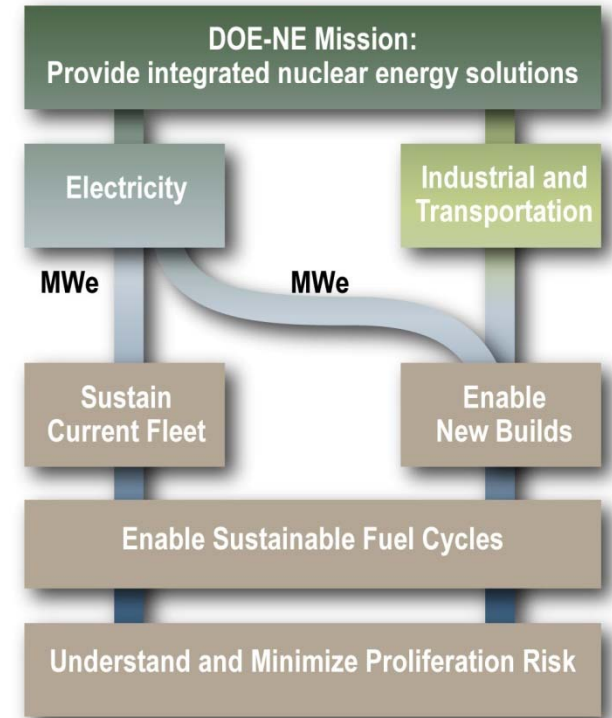 DOE-NE Mission:
Provide integrated nuclear energy solutions
Electricity
Industrial and
Transportation
MWe
MWe
Sustain
Current Fleet
Enable
New Builds
Enable Sustainable Fuel Cycles
Understand and Minimize Proliferation Risk